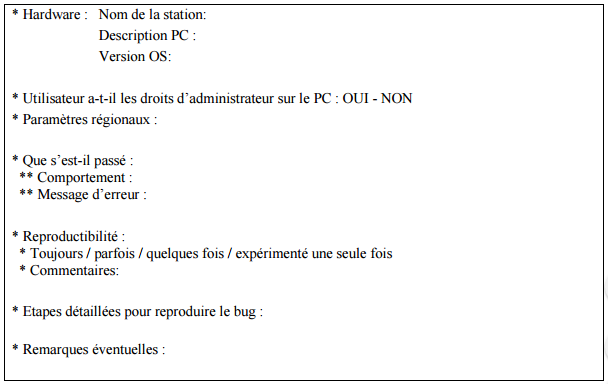 * Hardware : Nom de la station:
Description PC :
Version OS:
* Utilisateur a-t-il les droits d’administrateur sur le PC : OUI - NON
* Paramètres régionaux :
* Que s’est-il passé :
** Comportement :
** Message d’erreur :
* Reproductibilité :
* Toujours / parfois / quelques fois / expérimenté une seule fois
* Commentaires:
* Etapes détaillées pour reproduire le bug :
* Remarques éventuelles :